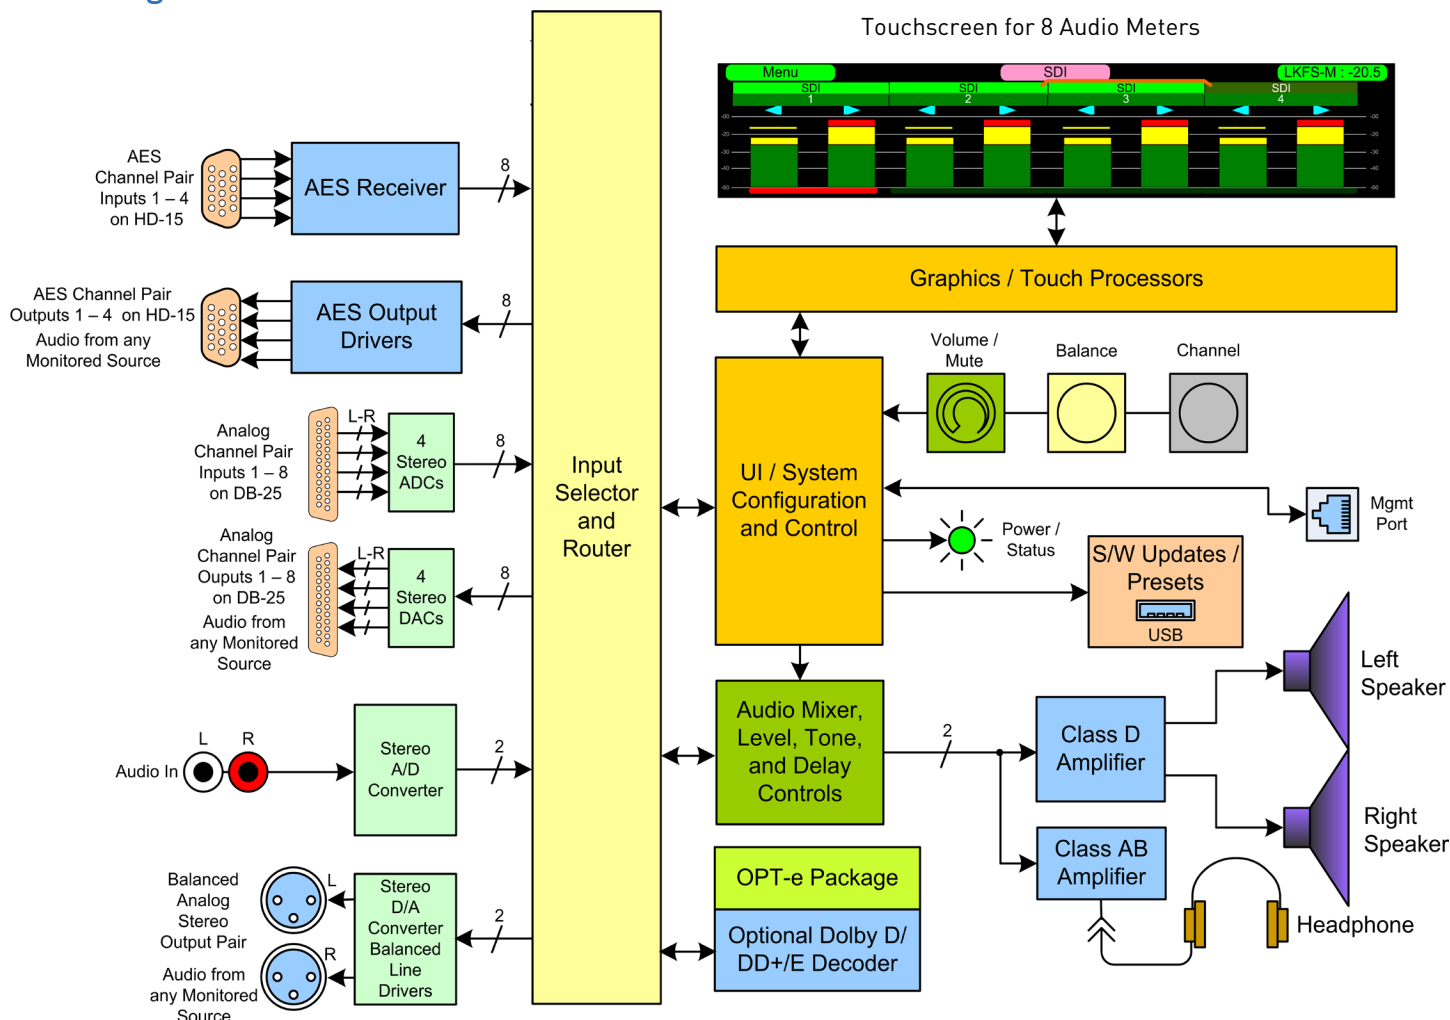 Touchscreen for 8 Audio Meters
Menu
SDI
LKFS-M : -20.5
SDI
SDI
SDI
SDI
1
2
3
4
AES
Channel Pair
Inputs 1 – 4
on HD-15
AES Receiver
8
AES Channel Pair
Outputs 1 – 4 on HD-15
Audio from any
Monitored Source
AES Output
Drivers
8
Graphics / Touch Processors
Volume /
Mute
Balance
Channel
Analog
Channel Pair
Inputs 1 – 8
on DB-25
L-R
4
Stereo
ADCs
8
Input
Selector
and
Router
UI / System
Configuration
and Control
Mgmt
Port
Power /
Status
S/W Updates /
Presets
USB
Analog
Channel Pair
Ouputs 1 – 8
on DB-25
Audio from
any Monitored
Source
L-R
4
Stereo
DACs
8
Left
Speaker
Audio Mixer,
Level, Tone,
and Delay
Controls
2
Class D
Amplifier
Right
Speaker
L
R
Audio In
Stereo
A/D
Converter
2
Class AB
Amplifier
Headphone
OPT-e Package
Optional Dolby D/
DD+/E Decoder
Balanced
Analog
Stereo
Output Pair
L
R
Audio from
any Monitored
Source
Stereo
D/A
Converter
Balanced
Line
Drivers
2